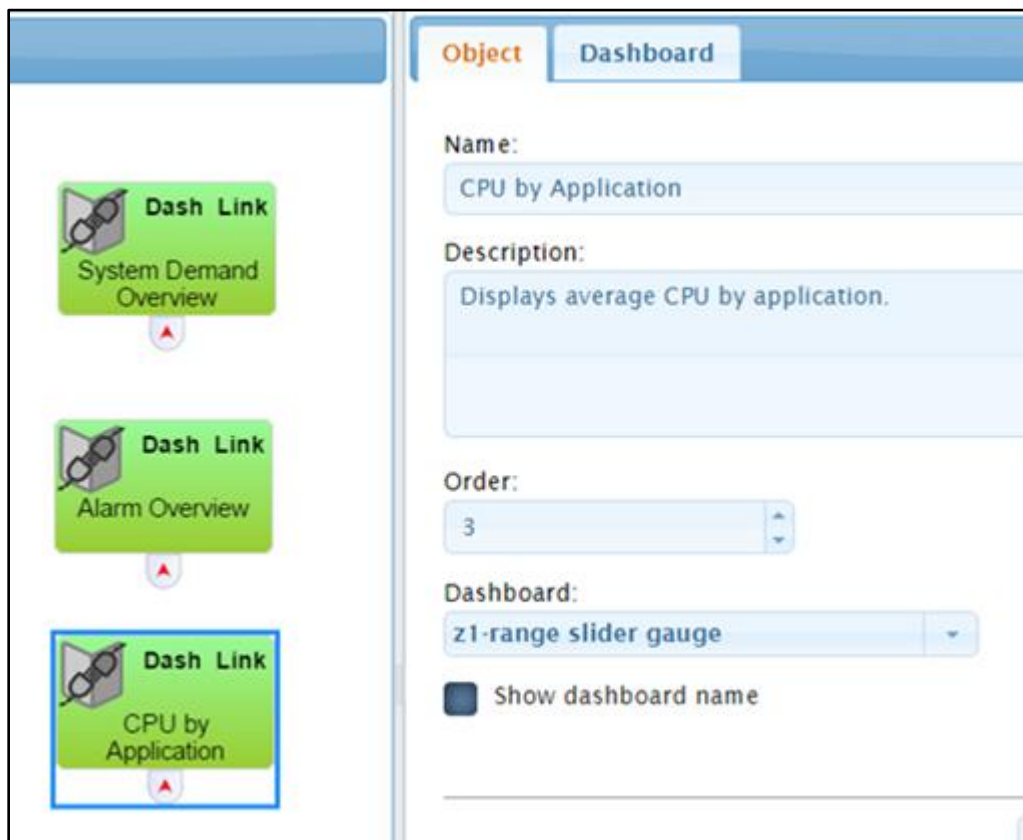 Object
Dashboard
Name:
CPU by Application
Description:
Displays average CPU by application.
Order:
3
Dashboard:
z1-range slider gauge
Show dashboard name
Dash Link
System Demand
Overview
Dash Link
Alarm Overview
Dash Link
CPU by
Application